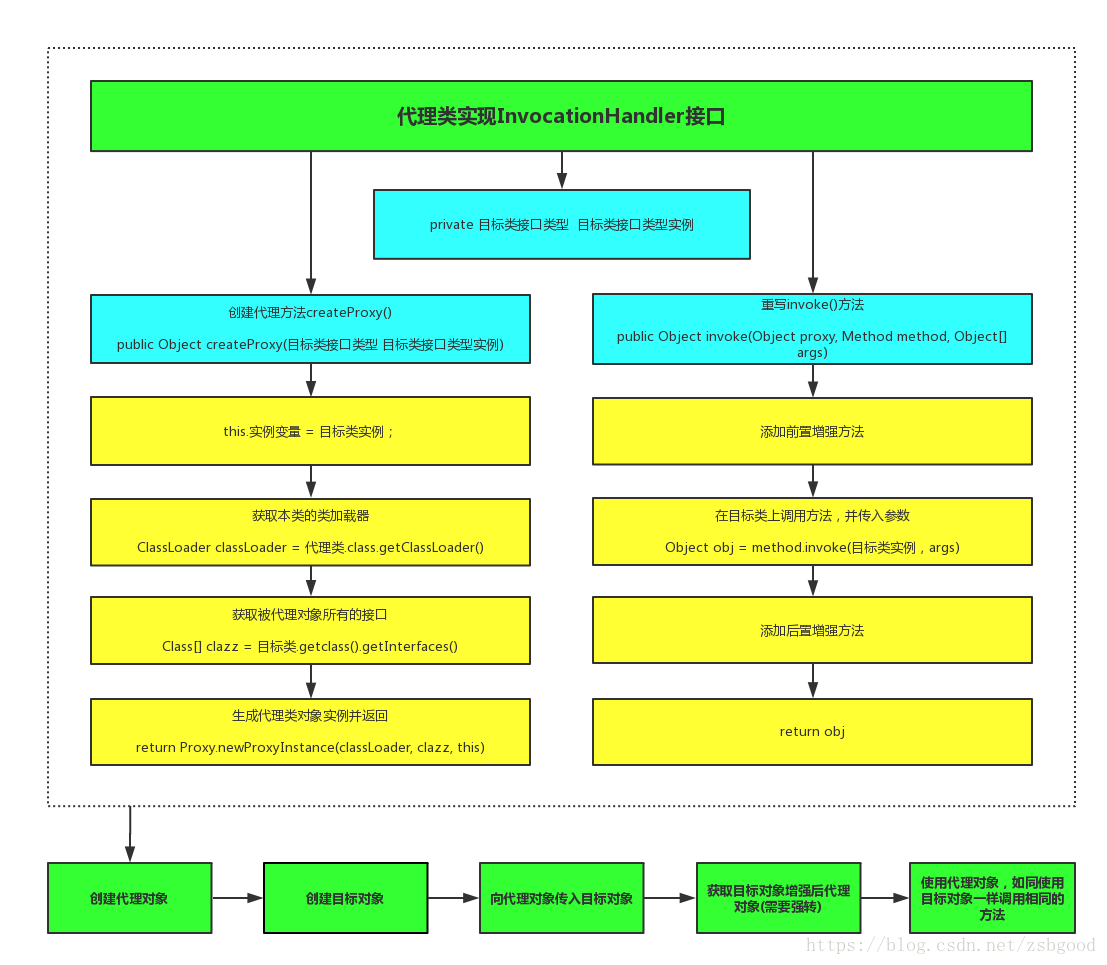 代理类实现InvocationHandler接口
private 目标类接口类型  目标类接口类型实例
创建代理方法createProxy()
public Object createProxy(目标类接口类型 目标类接口类型实例)
this.实例变量 = 目标类实例；
获取本类的类加载器
ClassLoader classLoader = 代理类.class.getClassLoader()
获取被代理对象所有的接口
Class[] clazz = 目标类.getclass().getInterfaces()
生成代理类对象实例并返回
return Proxy.newProxyInstance(classLoader, clazz, this)
重写invoke()方法
public Object invoke(Object proxy, Method method, Object[]
args)
添加前置增强方法
在目标类上调用方法，并传入参数
Object obj = method.invoke(目标类实例，args)
添加后置增强方法
return obj
创建代理对象
创建目标对象
向代理对象传入目标对象
获取目标对象增强后代理
对象(需要强转)
使用代理对象，如同使用
目标对象一样调用相同的
方法
https://blog.csdn.net/zsbgood